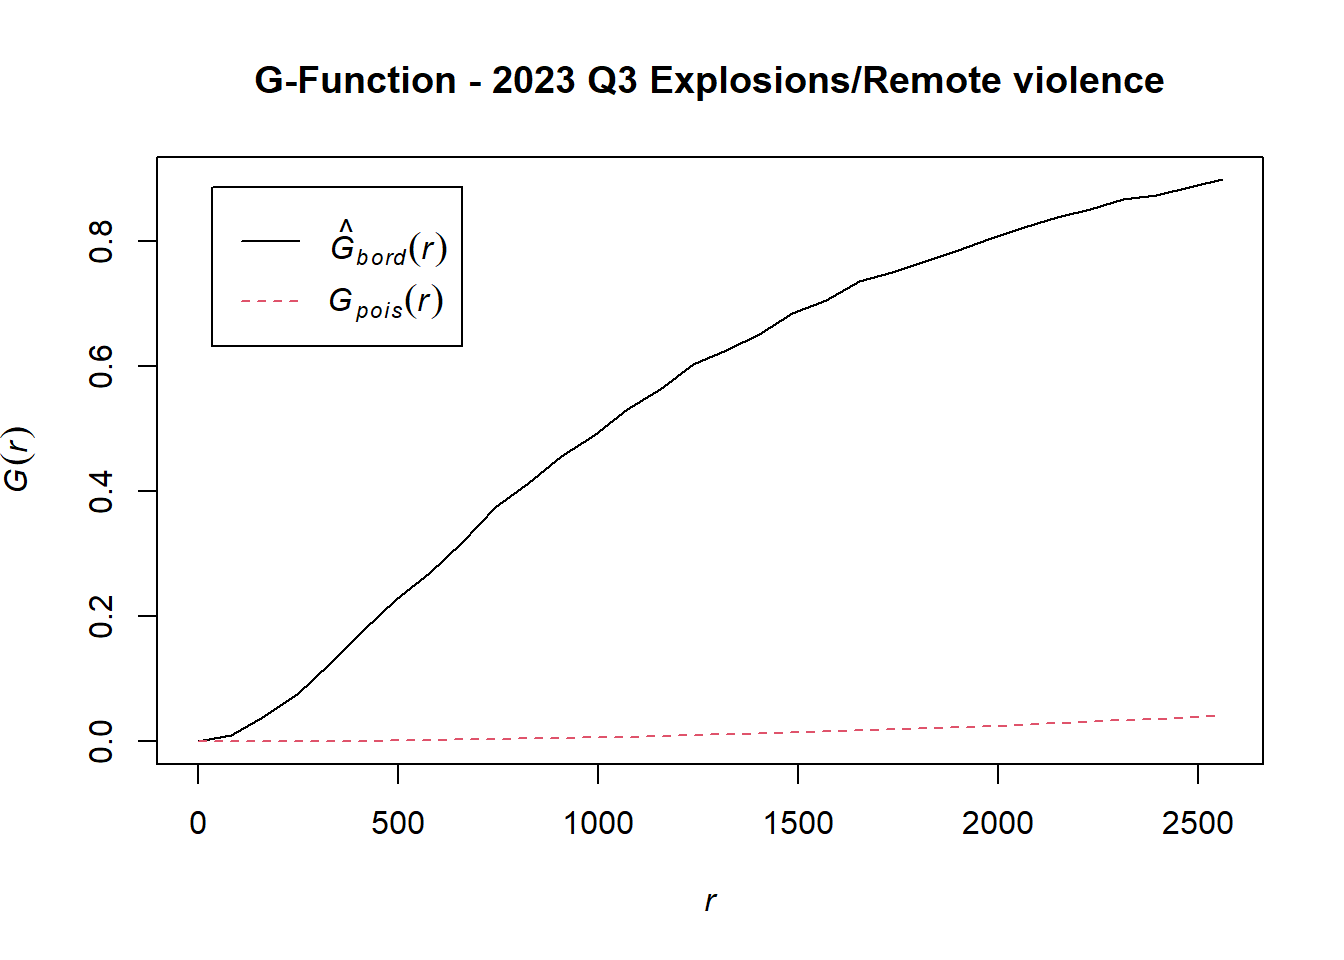 G-Function - 2023 Q3 Explosions/Remote violence
Ĝbord(r)
Gpois(r)
G(r)
0.8
0.6
0.4
0.2
0.0
0 500 1000 1500 2000 2500
r